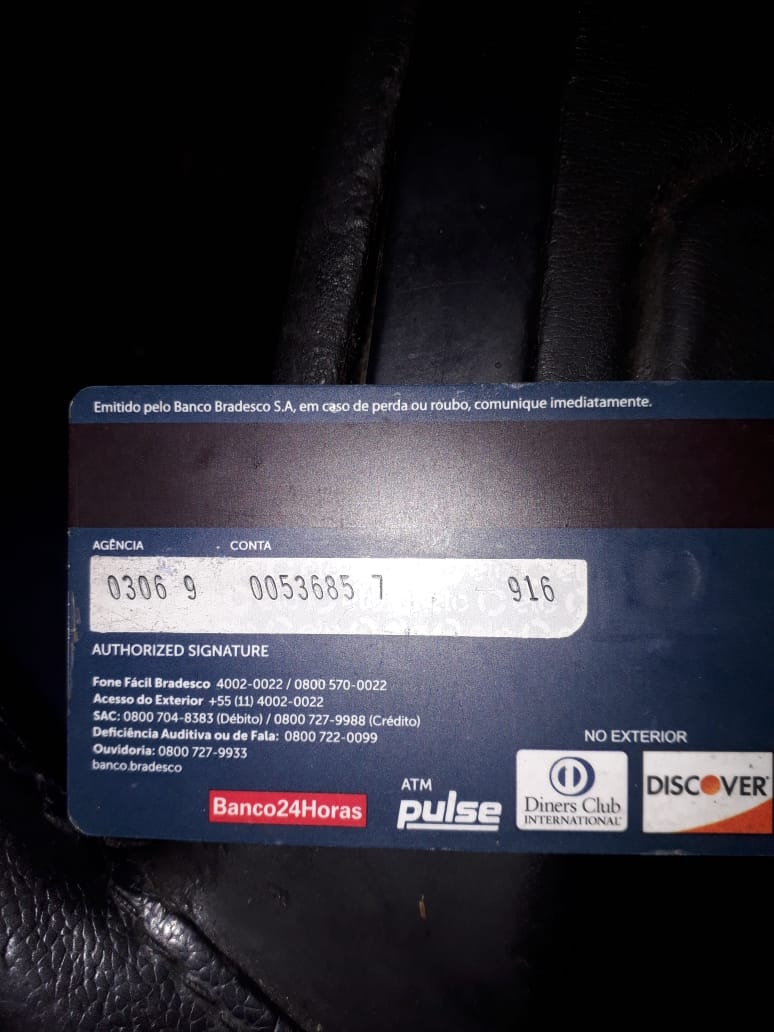 Emitido pelo Banco Bradesco S.A, em caso de perda ou roubo, comunique imediatamente.
AGÊNCIA CONTA
0306 9 0053685 7 916
AUTHORIZED SIGNATURE
Fone Fácil Bradesco 4002-0022 / 0800 570-0022
Acesso do Exterior +55 (11) 4002-0022
SAC: 0800 704-8383 (Débito) / 0800 727-9988 (Crédito)
Deficiência Auditiva ou de Fala: 0800 722-0099
Ouvidoria: 0800 727-9933
banco.bradesco
Banco24Horas
ATM
pulse
NO EXTERIOR
Diners Club
INTERNATIONAL
DISCOVER